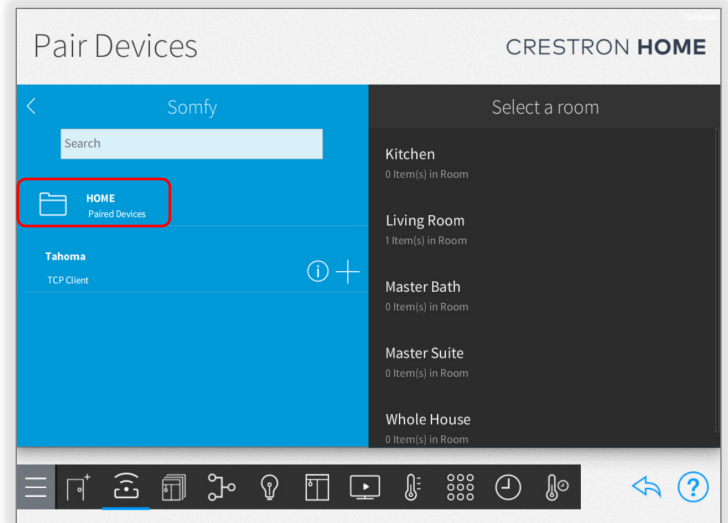 Pair Devices
CRESTRON HOME
Somfy
Search
HOME
Paired Devices
Tahoma
TCP Client
Select a room
Kitchen
0 Item(s) in Room
Living Room
1 Item(s) in Room
Master Bath
0 Item(s) in Room
Master Suite
0 Item(s) in Room
Whole House
0 Item(s) in Room